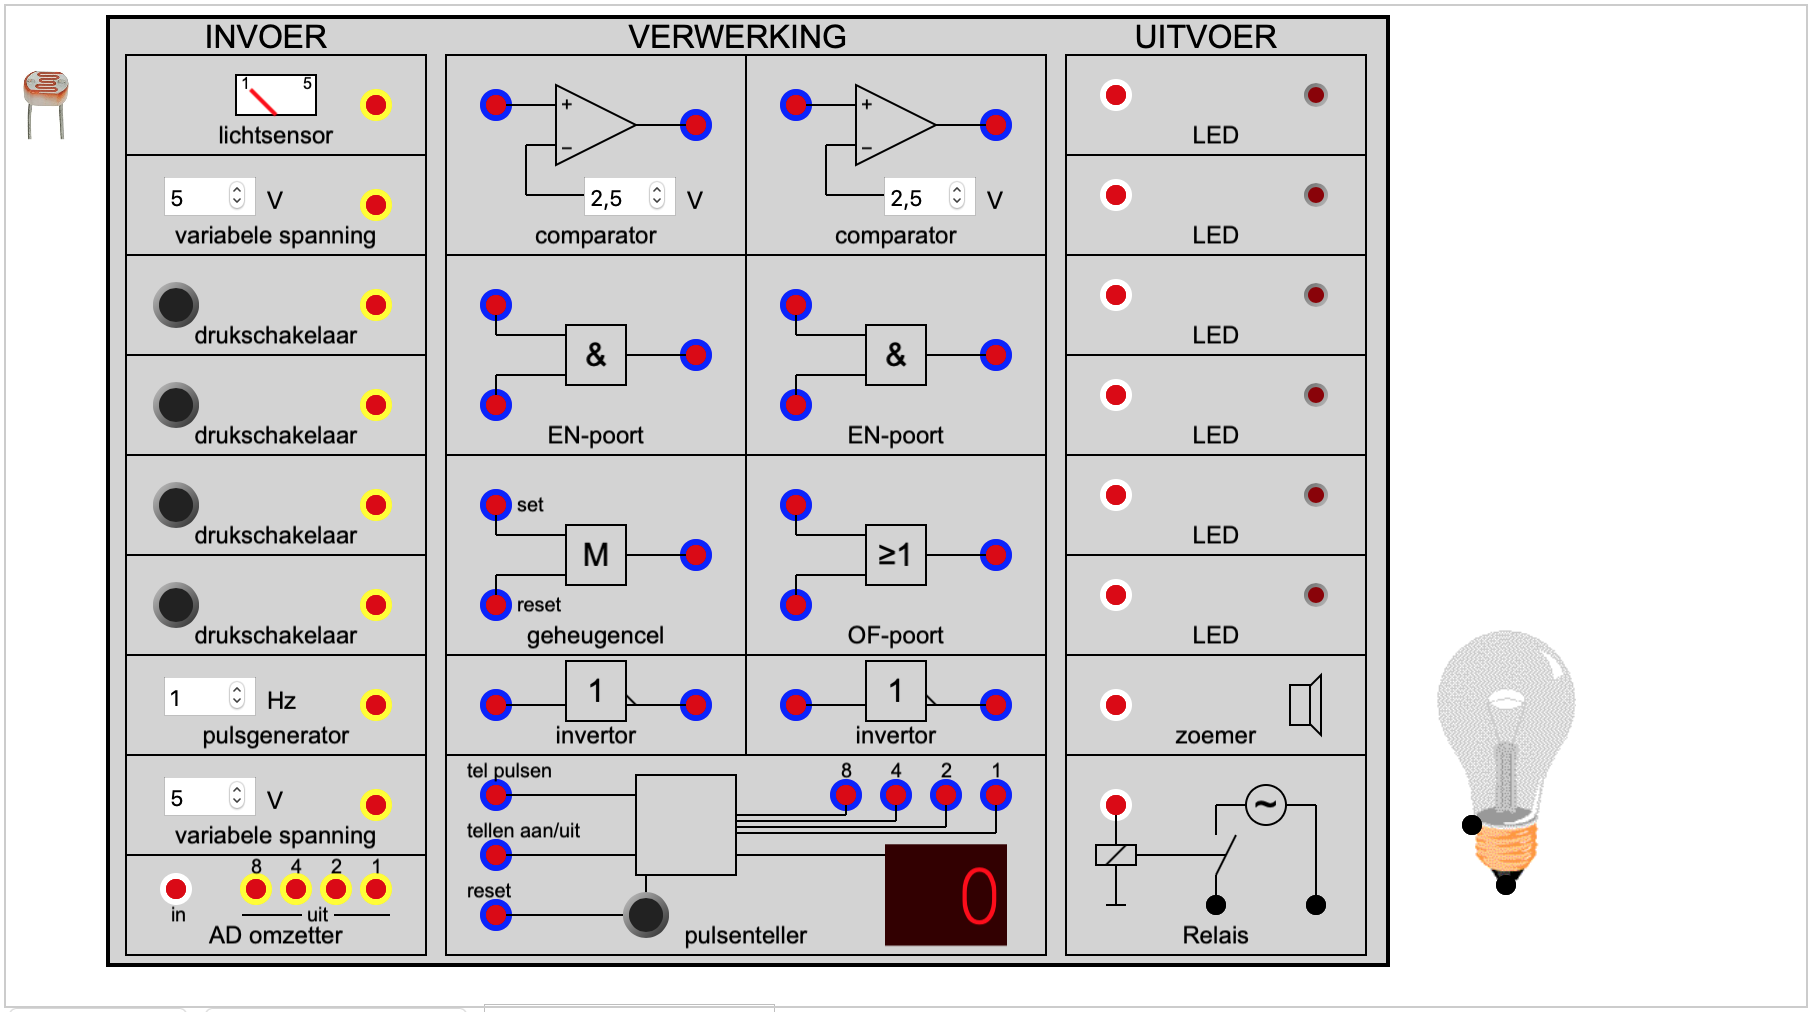 INVOER
VERWERKING
UITVOER
1 5
lichtsensor
5 V
variabele spanning
drukschakelaar
drukschakelaar
drukschakelaar
drukschakelaar
1 Hz
pulsgenerator
5 V
variabele spanning
8 4 2 1
in
uit
AD omzetter
+
−
2,5 V
comparator
+
−
2,5 V
comparator
&
EN-poort
&
EN-poort
set
M
reset
geheugencel
≥1
OF-poort
1
invertor
1
invertor
tel pulsen
8 4 2 1
tellen aan/uit
reset
0
pulsenteller
LED
LED
LED
LED
LED
LED
zoemer
~
Relais